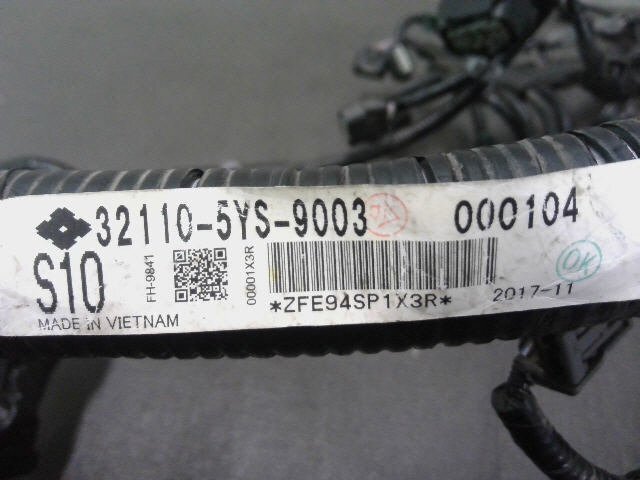 32110-5YS-9003 000104
S10
FH-9841
00001X3R
*ZFE94SP1X3R* 2017-11
OK
MADE IN VIETNAM